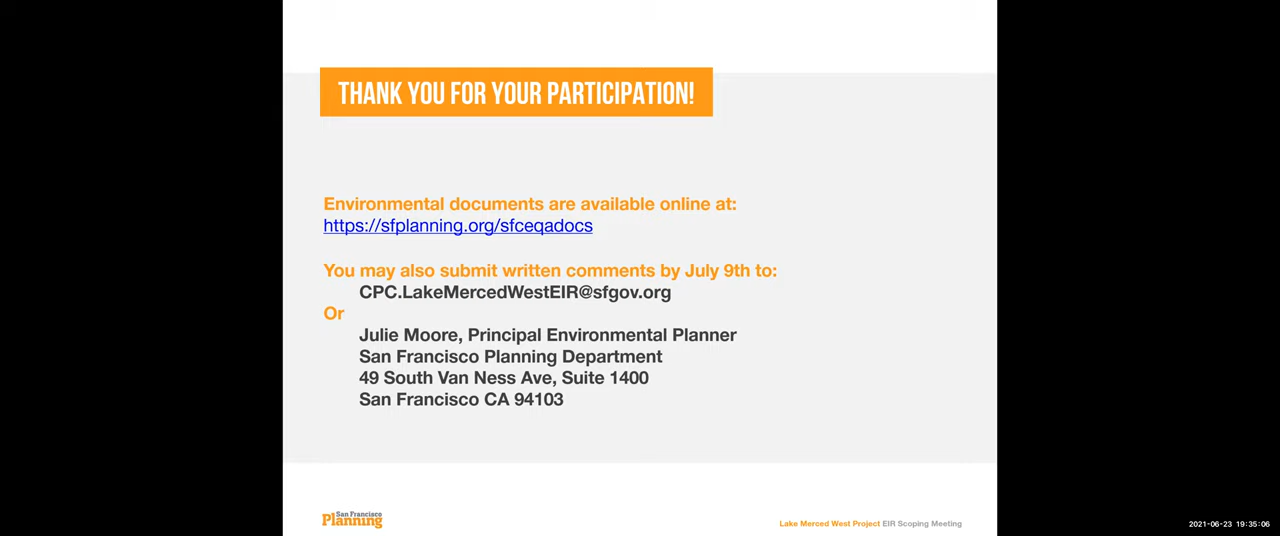 THANK YOU FOR YOUR PARTICIPATION!
Environmental documents are available online at:
https://sfplanning.org/sfceqadocs
You may also submit written comments by July 9th to:
CPC.LakeMercedWestEIR@sfgov.org
Or
Julie Moore, Principal Environmental Planner
San Francisco Planning Department
49 South Van Ness Ave, Suite 1400
San Francisco CA 94103
San Francisco
Planning
Lake Merced West Project EIR Scoping Meeting
2021-06-23 19:35:06